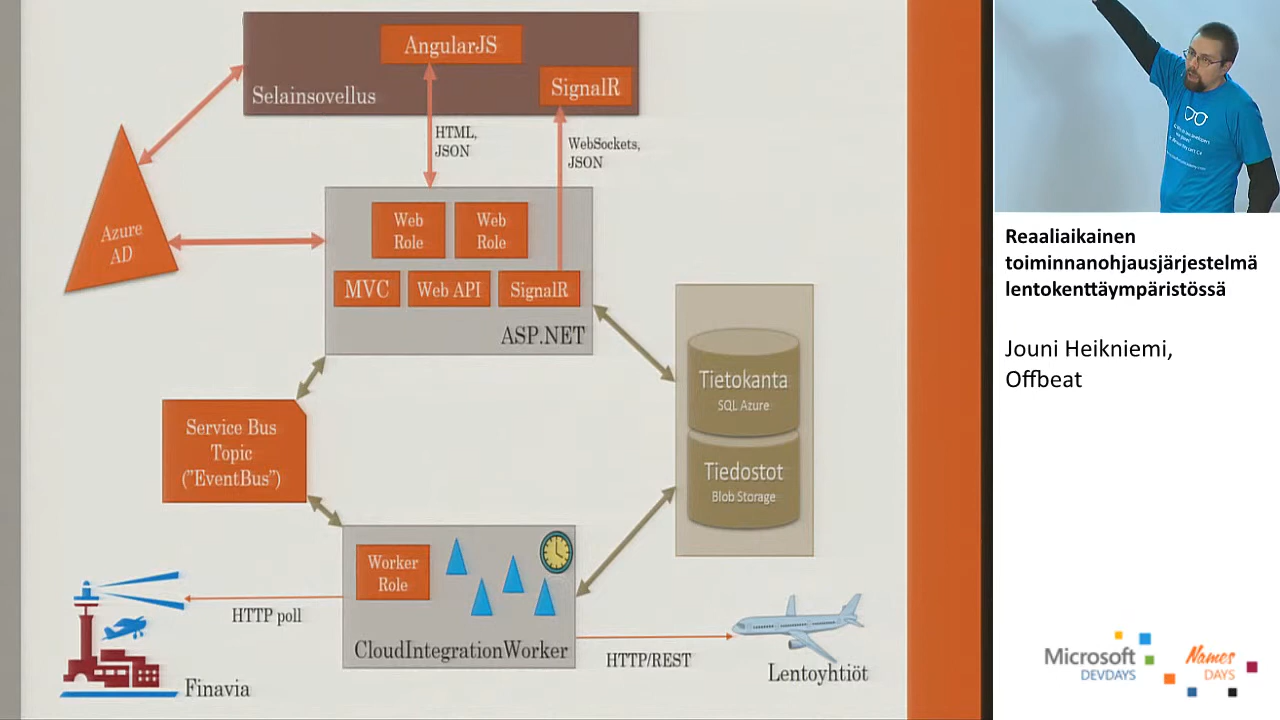 AngularJS
SignalR
Selainsovellus
HTML,
JSON
WebSockets,
JSON
Azure
AD
Web
Role
Web
Role
MVC
Web API
SignalR
ASP.NET
Tietokanta
SQL Azure
Tiedostot
Blob Storage
Service Bus
Topic
("EventBus")
Worker
Role
CloudIntegrationWorker
HTTP poll
HTTP/REST
Finavia
Lentoyhtiöt
Reaaliaikainen
toiminnanohjausjärjestelmä
lentokenttäympäristössä
Jouni Heikniemi,
Offbeat
Microsoft
DEVDAYS
Names
DAYS